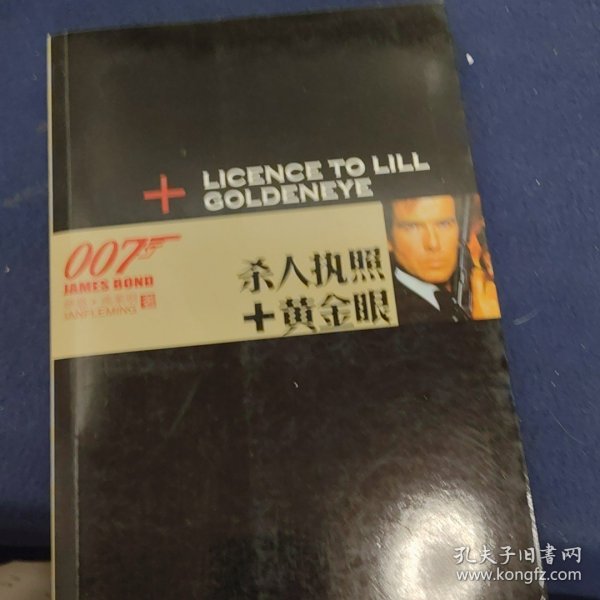 LICENCE TO LILL
GOLDENEYE
007
JAMES BOND
IANFLEMING
杀人执照
+黄金眼
孔夫子旧书网
www.kongfz.com